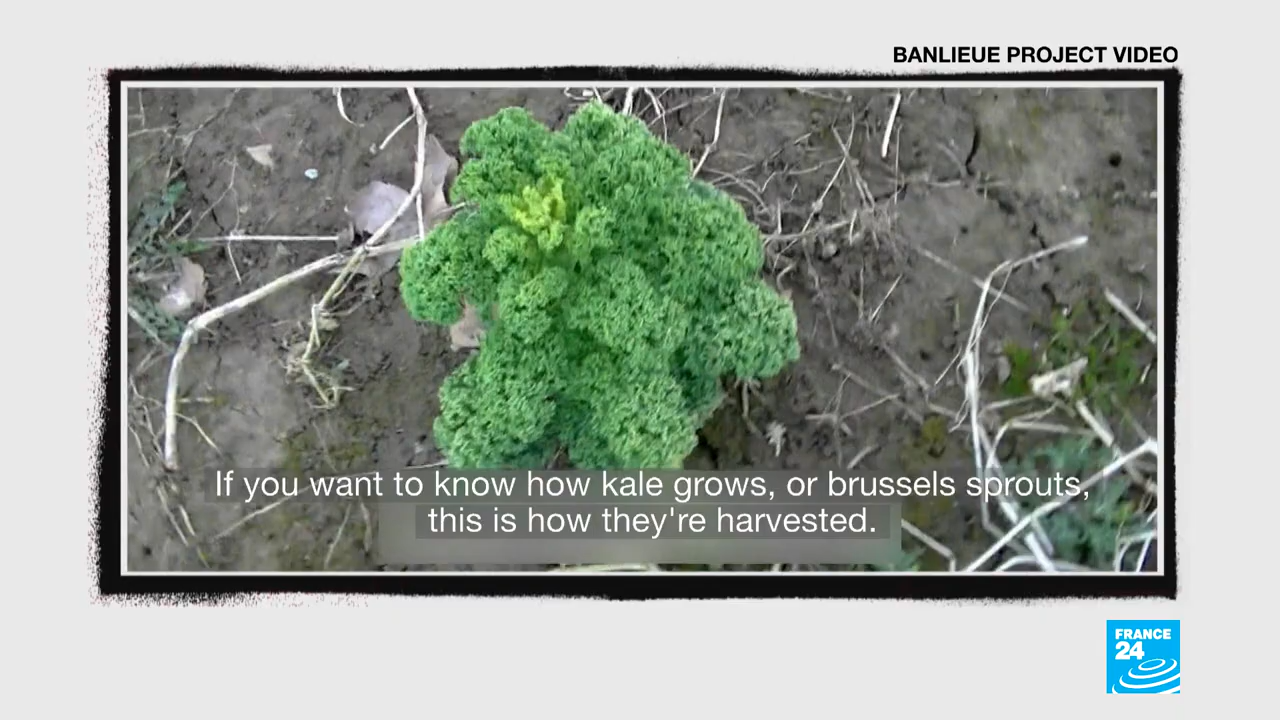 BANLIEUE PROJECT VIDEO
If you want to know how kale grows, or brussels sprouts,
this is how they're harvested.
FRANCE
24